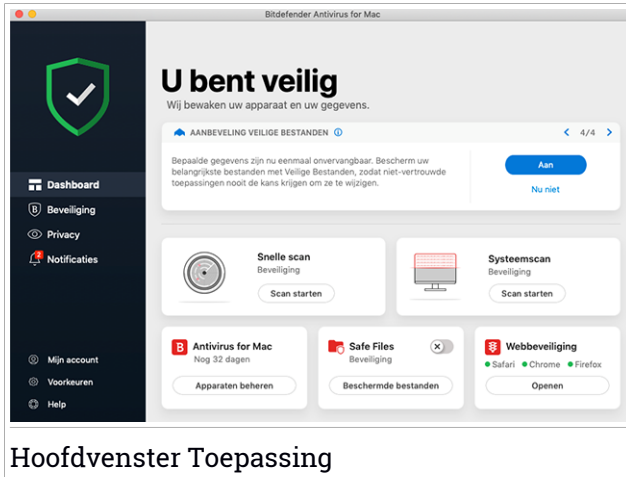 Bitdefender Antivirus for Mac
U bent veilig
Wij bewaken uw apparaat en uw gegevens.
AANBEVELING VEILIGE BESTANDEN
4/4
Bepaalde gegevens zijn nu eenmaal onvervangbaar. Bescherm uw
belangrijkste bestanden met Veilige Bestanden, zodat niet-vertrouwde
toepassingen nooit de kans krijgen om ze te wijzigen.
Aan
Nu niet
Dashboard
B Beveiliging
Privacy
2
Notificaties
Snelle scan
Beveiliging
Scan starten
Systeemscan
Beveiliging
Scan starten
B Antivirus for Mac
Nog 32 dagen
Apparaten beheren
Safe Files
Beveiliging
Beschermde bestanden
Webbeveiliging
Safari Chrome Firefox
Openen
Mijn account
Voorkeuren
Help
Hoofdvenster Toepassing